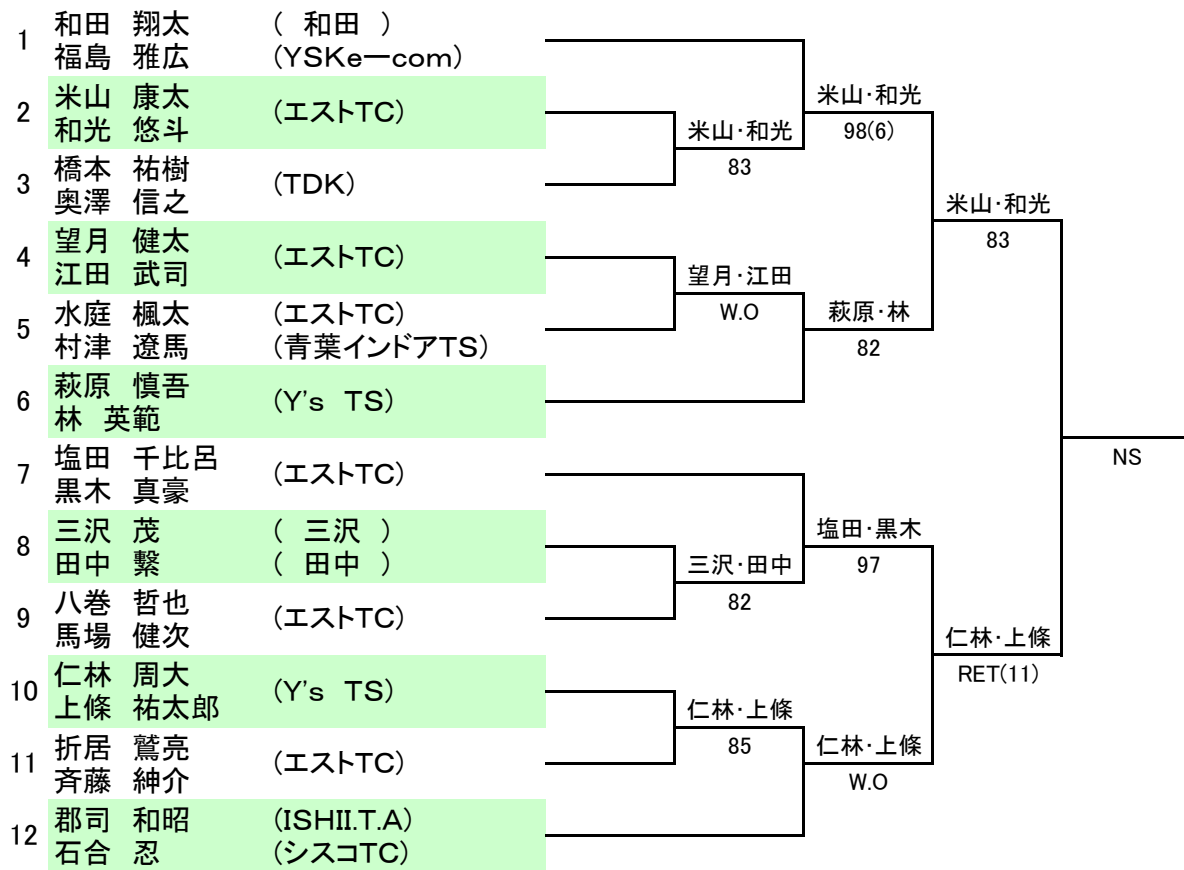 1
和田　翔太
(　和田　)
福島　雅広
(YSKeーcom)
2
米山　康太
和光　悠斗
(エストTC)
3
橋本　祐樹
奥澤　信之
(TDK)
4
望月　健太
江田　武司
(エストTC)
5
水庭　楓太
(エストTC)
村津　遼馬
(青葉インドアTS)
6
萩原　慎吾
林　英範
(Y's　TS)
7
塩田　千比呂
黒木　真豪
(エストTC)
8
三沢　茂
(　三沢　)
田中　繋
(　田中　)
9
八巻　哲也
馬場　健次
(エストTC)
10
仁林　周大
上條　祐太郎
(Y's　TS)
11
折居　鷲亮
斉藤　紳介
(エストTC)
12
郡司　和昭
(ISHII.T.A)
石合　忍
(シスコTC)
米山･和光
83
望月･江田
W.O
三沢･田中
82
仁林･上條
85
米山･和光
98(6)
萩原･林
82
塩田･黒木
97
仁林･上條
W.O
米山･和光
83
仁林･上條
RET(11)
NS